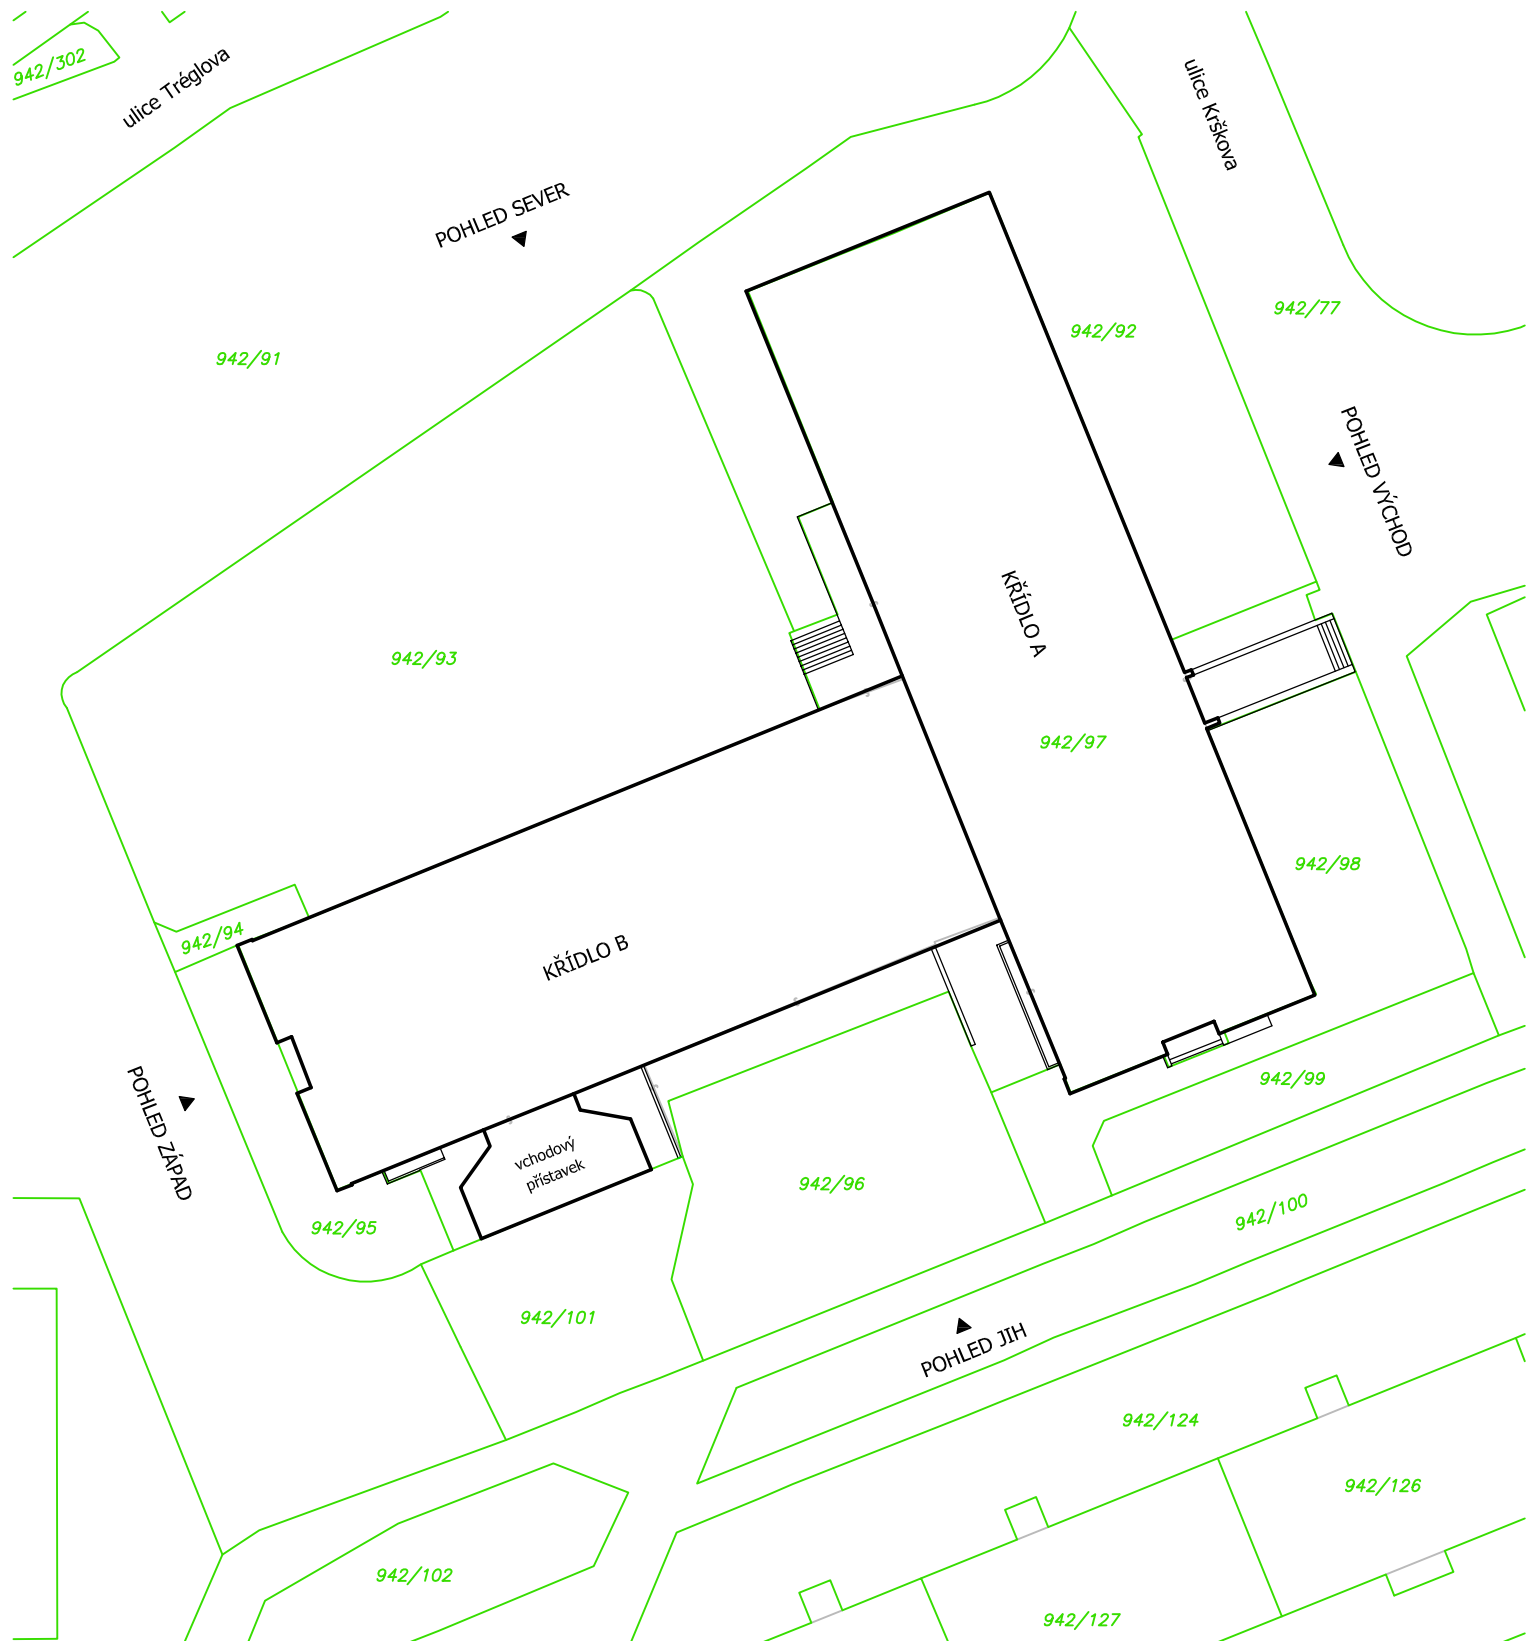 942/302
ulice Tréglova
ulice Krškova
POHLED SEVER
942/77
942/92
942/91
POHLED VÝCHOD
KŘÍDLO A
942/93
942/97
942/98
942/94
KŘÍDLO B
942/99
POHLED ZÁPAD
vchodový
přístavek
942/96
942/95
942/100
942/101
POHLED JIH
942/124
942/126
942/102
942/127